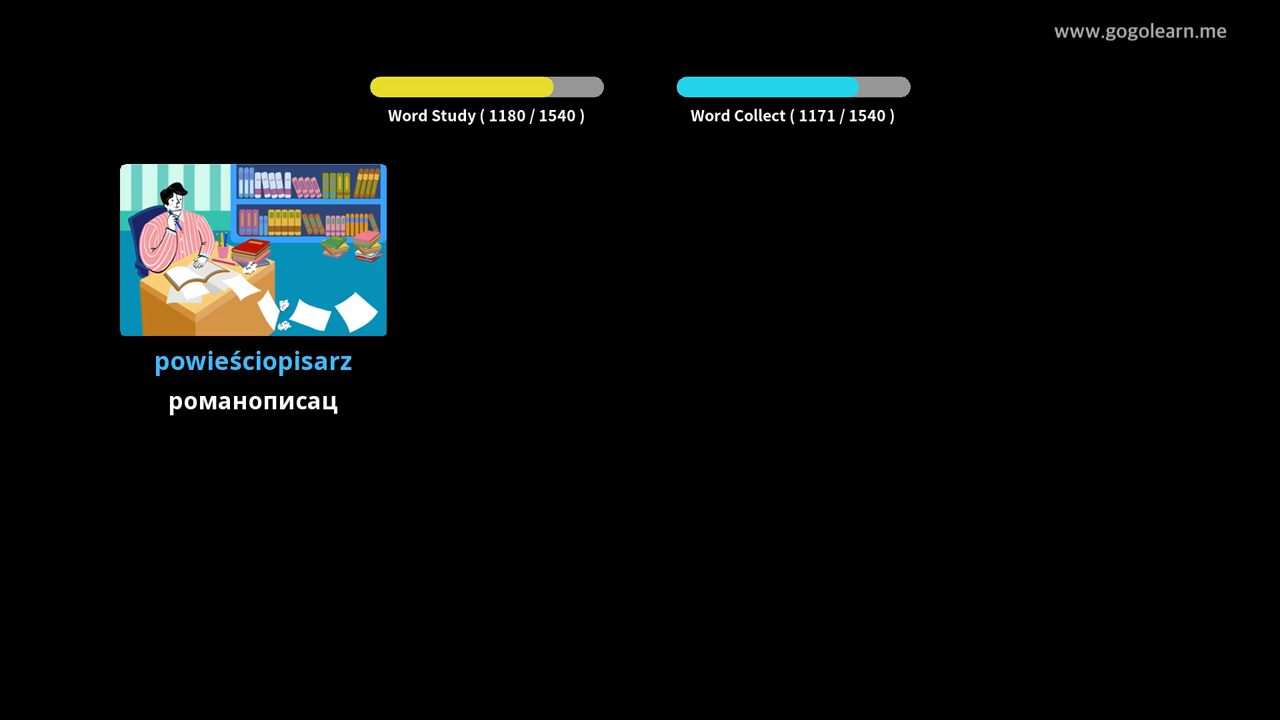 www.gogolearn.me
Word Study ( 1180 / 1540 )
Word Collect ( 1171 / 1540 )
powieściopisarz
романописац